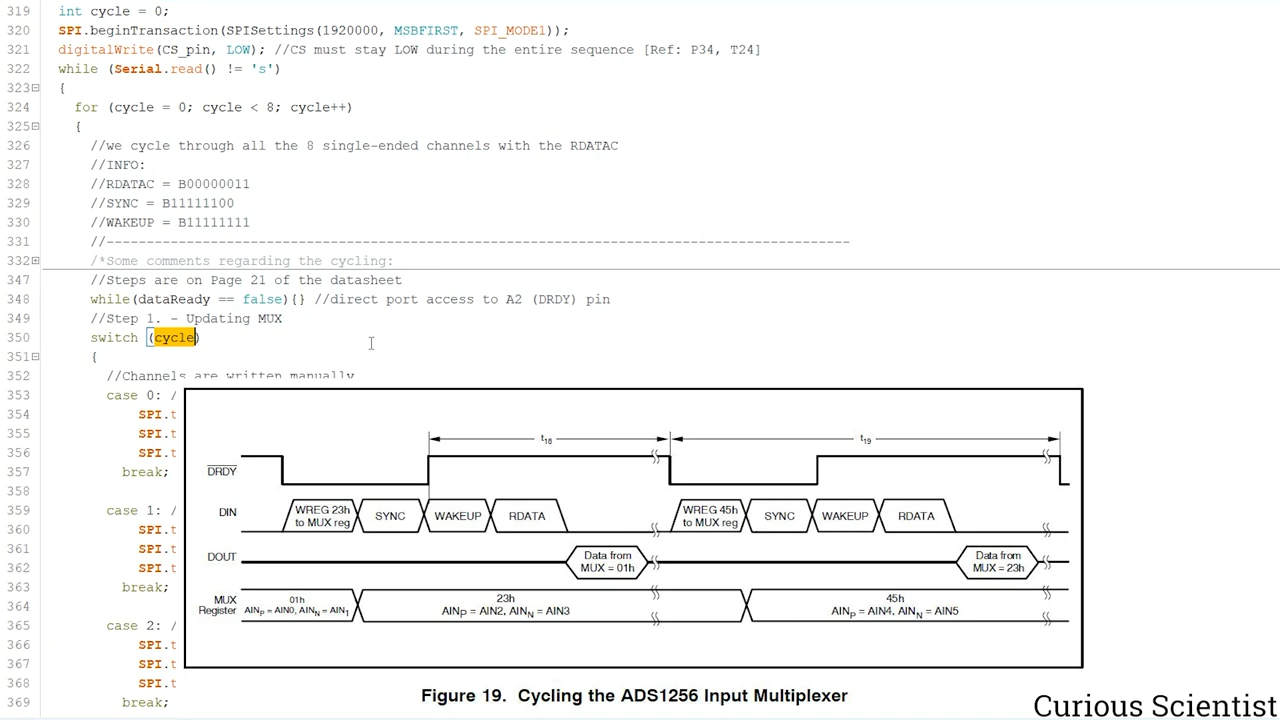 319 int cycle = 0;
320 SPI.beginTransaction(SPISettings(1920000, MSBFIRST, SPI_MODE1));
321 digitalWrite(CS_pin, LOW); //CS must stay LOW during the entire sequence [Ref: P34, T24]
322 while (Serial.read() != 's')
323 {
324 for (cycle = 0; cycle < 8; cycle++)
325 {
326 //we cycle through all the 8 single-ended channels with the RDATAC
327 //INFO:
328 //RDATAC = B00000011
329 //SYNC = B11111100
330 //WAKEUP = B11111111
331 //---------------------------------------------------------------------------------------------
332 /*Some comments regarding the cycling:
347 //Steps are on Page 21 of the datasheet
348 while(dataReady == false){} //direct port access to A2 (DRDY) pin
349 //Step 1. - Updating MUX
350 switch (cycle)
351 {
352 //Channels are written manually
353 case 0: /
354 SPI.t
355 SPI.t
356 SPI.t
357 break;
358
359 case 1: /
360 SPI.t
361 SPI.t
362 SPI.t
363 break;
364
365 case 2: /
366 SPI.t
367 SPI.t
368 SPI.t
369 break;
t18 t19
DRDY
DIN WREG 23h to MUX reg SYNC WAKEUP RDATA WREG 45h to MUX reg SYNC WAKEUP RDATA
DOUT Data from MUX = 01h Data from MUX = 23h
MUX Register 01h AINP = AIN0, AINN = AIN1 23h AINP = AIN2, AINN = AIN3 45h AINP = AIN4, AINN = AIN5
Figure 19. Cycling the ADS1256 Input Multiplexer
Curious Scientist